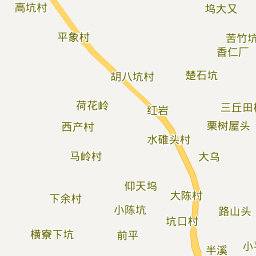 高坑村
坞大又
平象村
苦竹坑
香仁厂
胡八坑村
楚石坑
荷花岭
红岩
三丘田
西产村
栗树屋头
水碓头村
马岭村
大乌
仰天坞
下余村
大陈村
小陈坑
路山头
坑口村
横寮下坑
前平
半溪